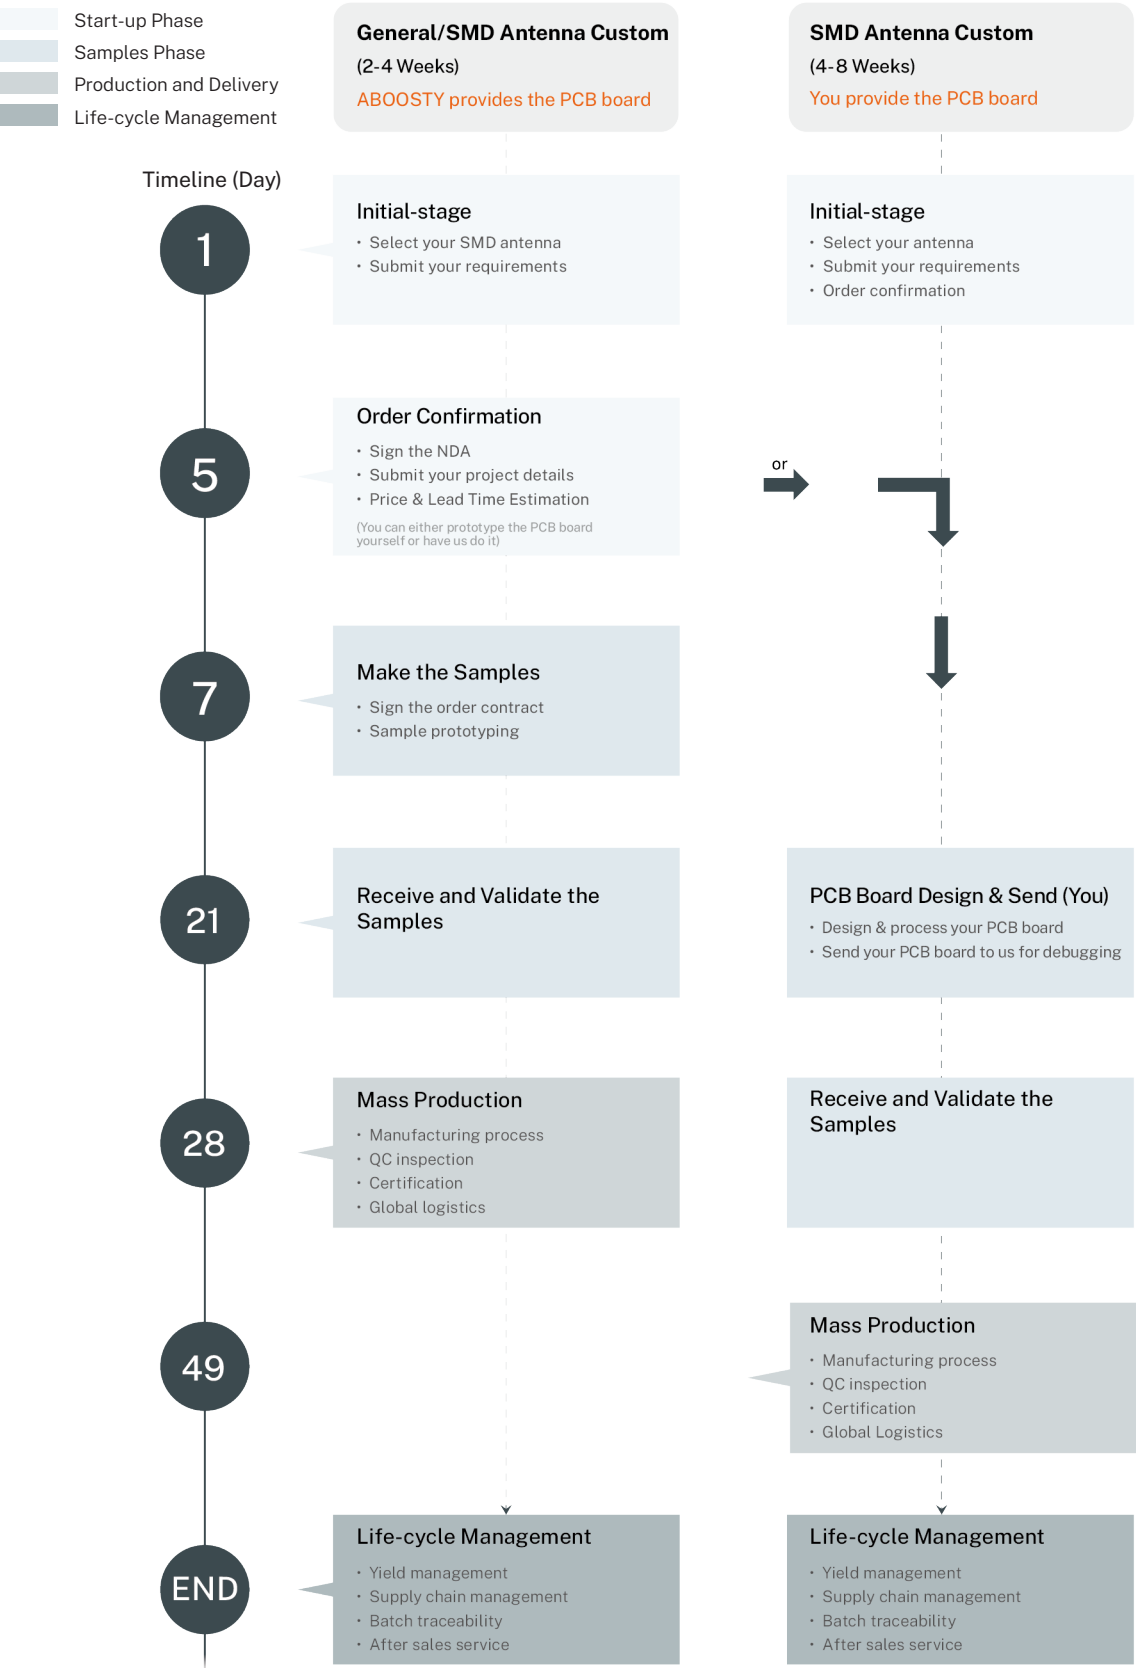 Start-up Phase
Samples Phase
Production and Delivery
Life-cycle Management
General/SMD Antenna Custom
(2-4 Weeks)
ABOOSTY provides the PCB board
SMD Antenna Custom
(4-8 Weeks)
You provide the PCB board
Timeline (Day)
1
Initial-stage
• Select your SMD antenna
• Submit your requirements
Initial-stage
• Select your antenna
• Submit your requirements
• Order confirmation
5
Order Confirmation
• Sign the NDA
• Submit your project details
• Price & Lead Time Estimation
(You can either prototype the PCB board
yourself or have us do it)
or
7
Make the Samples
• Sign the order contract
• Sample prototyping
21
Receive and Validate the
Samples
PCB Board Design & Send (You)
• Design & process your PCB board
• Send your PCB board to us for debugging
28
Mass Production
• Manufacturing process
• QC inspection
• Certification
• Global logistics
Receive and Validate the
Samples
49
Mass Production
• Manufacturing process
• QC inspection
• Certification
• Global Logistics
END
Life-cycle Management
• Yield management
• Supply chain management
• Batch traceability
• After sales service
Life-cycle Management
• Yield management
• Supply chain management
• Batch traceability
• After sales service